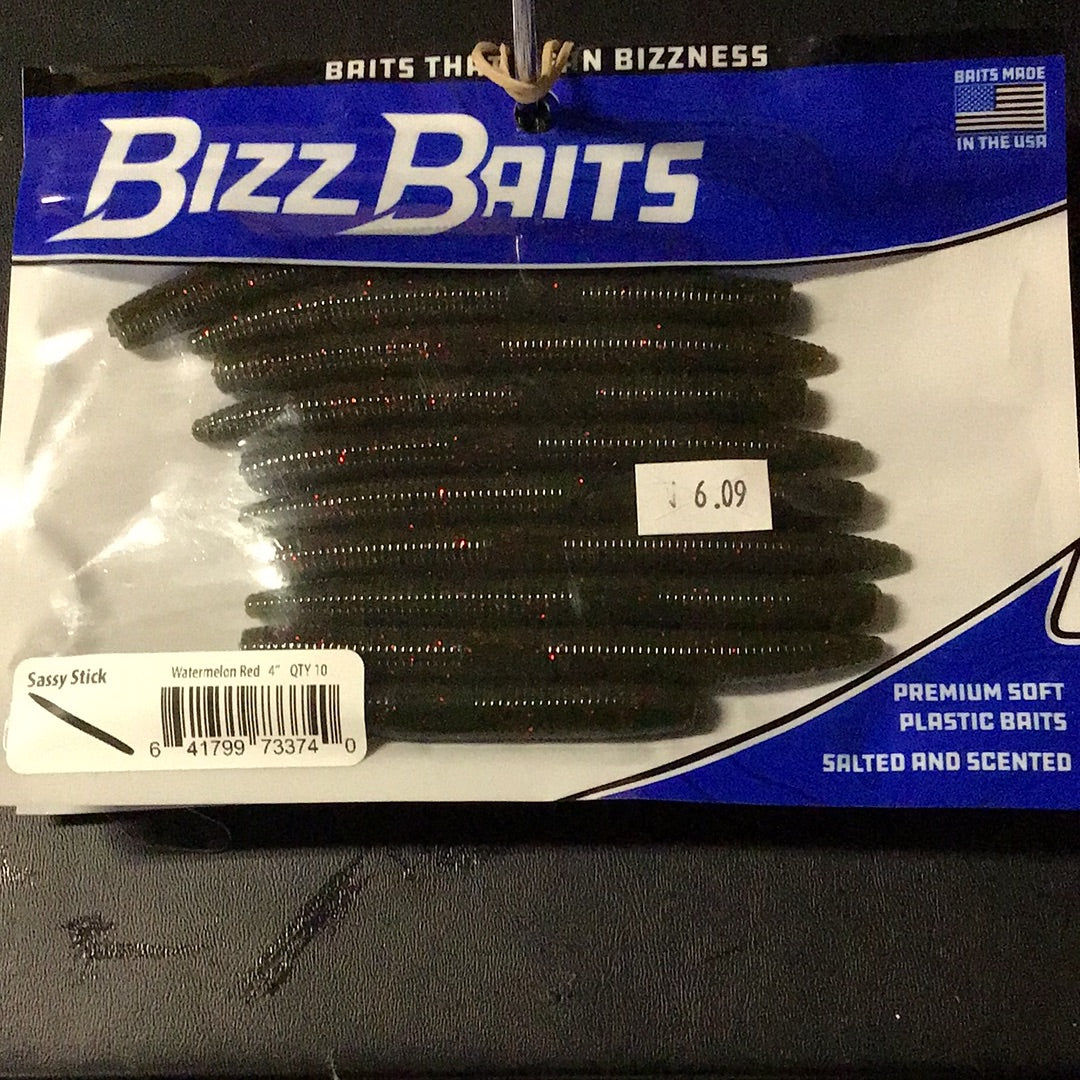 BAITS THAT N BIZZNESS
BAITS MADE
IN THE USA
BIZZ BAITS
6.09
Sassy Stick
Watermelon Red 4" QTY 10
6 41799 73374 0
PREMIUM SOFT
PLASTIC BAITS
SALTED AND SCENTED